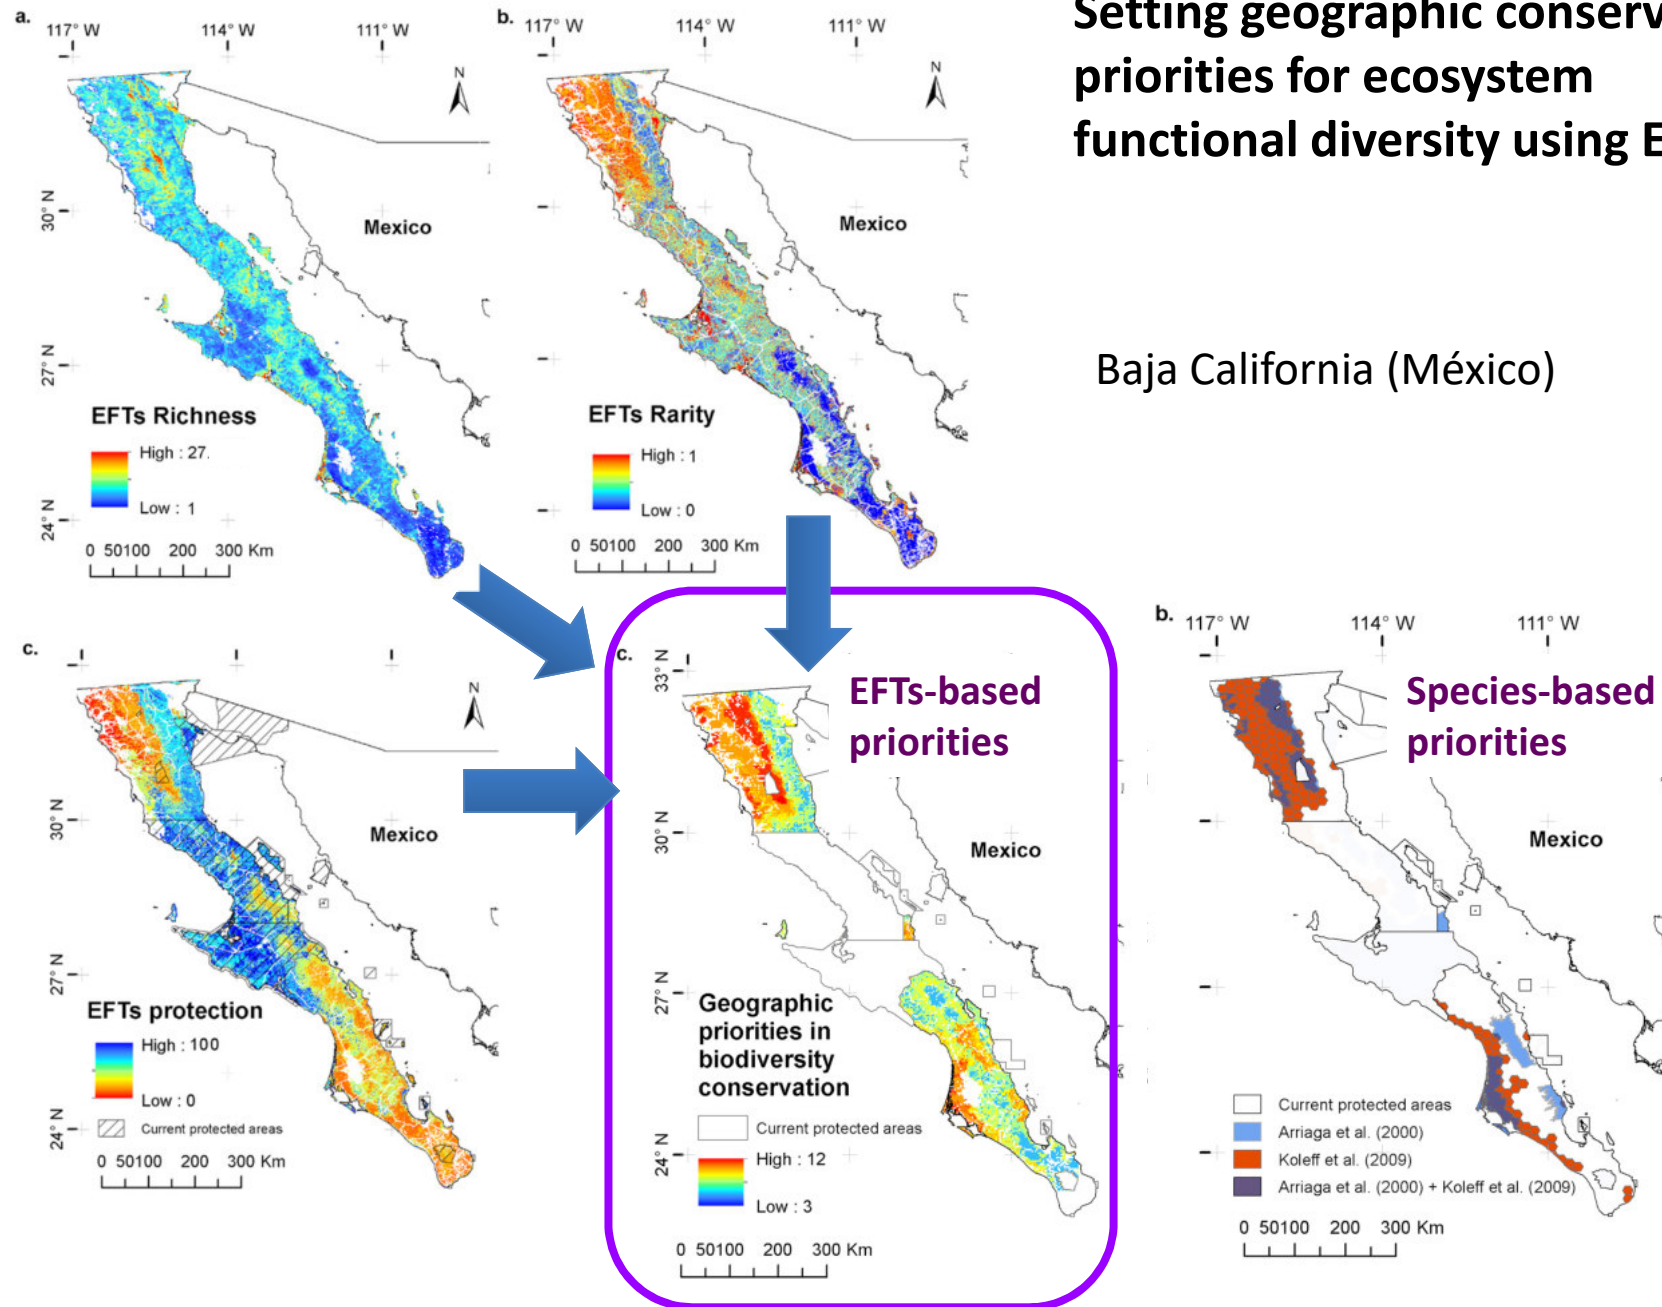 Setting geographic
priorities for ecosystem
functional diversity using
Baja California (México)
a.
117° W
114° W
111° W
N
30° N
27° N
24° N
Mexico
EFTs Richness
High : 27.
Low : 1
0 50100 200 300 Km
b.
117° W
114° W
111° W
N
Mexico
EFTs Rarity
High : 1
Low : 0
0 50100 200 300 Km
c.
N
30° N
27° N
24° N
Mexico
EFTs protection
High : 100
Low : 0
Current protected areas
0 50100 200 300 Km
c.
33° N
30° N
27° N
24° N
EFTs-based
priorities
Mexico
Geographic
priorities in
biodiversity
conservation
Current protected areas
High : 12
Low : 3
0 50100 200 300 Km
b.
117° W
114° W
111° W
Species-based
priorities
Mexico
Current protected areas
Arriaga et al. (2000)
Koleff et al. (2009)
Arriaga et al. (2000) + Koleff et al. (2009)
0 50100 200 300 Km